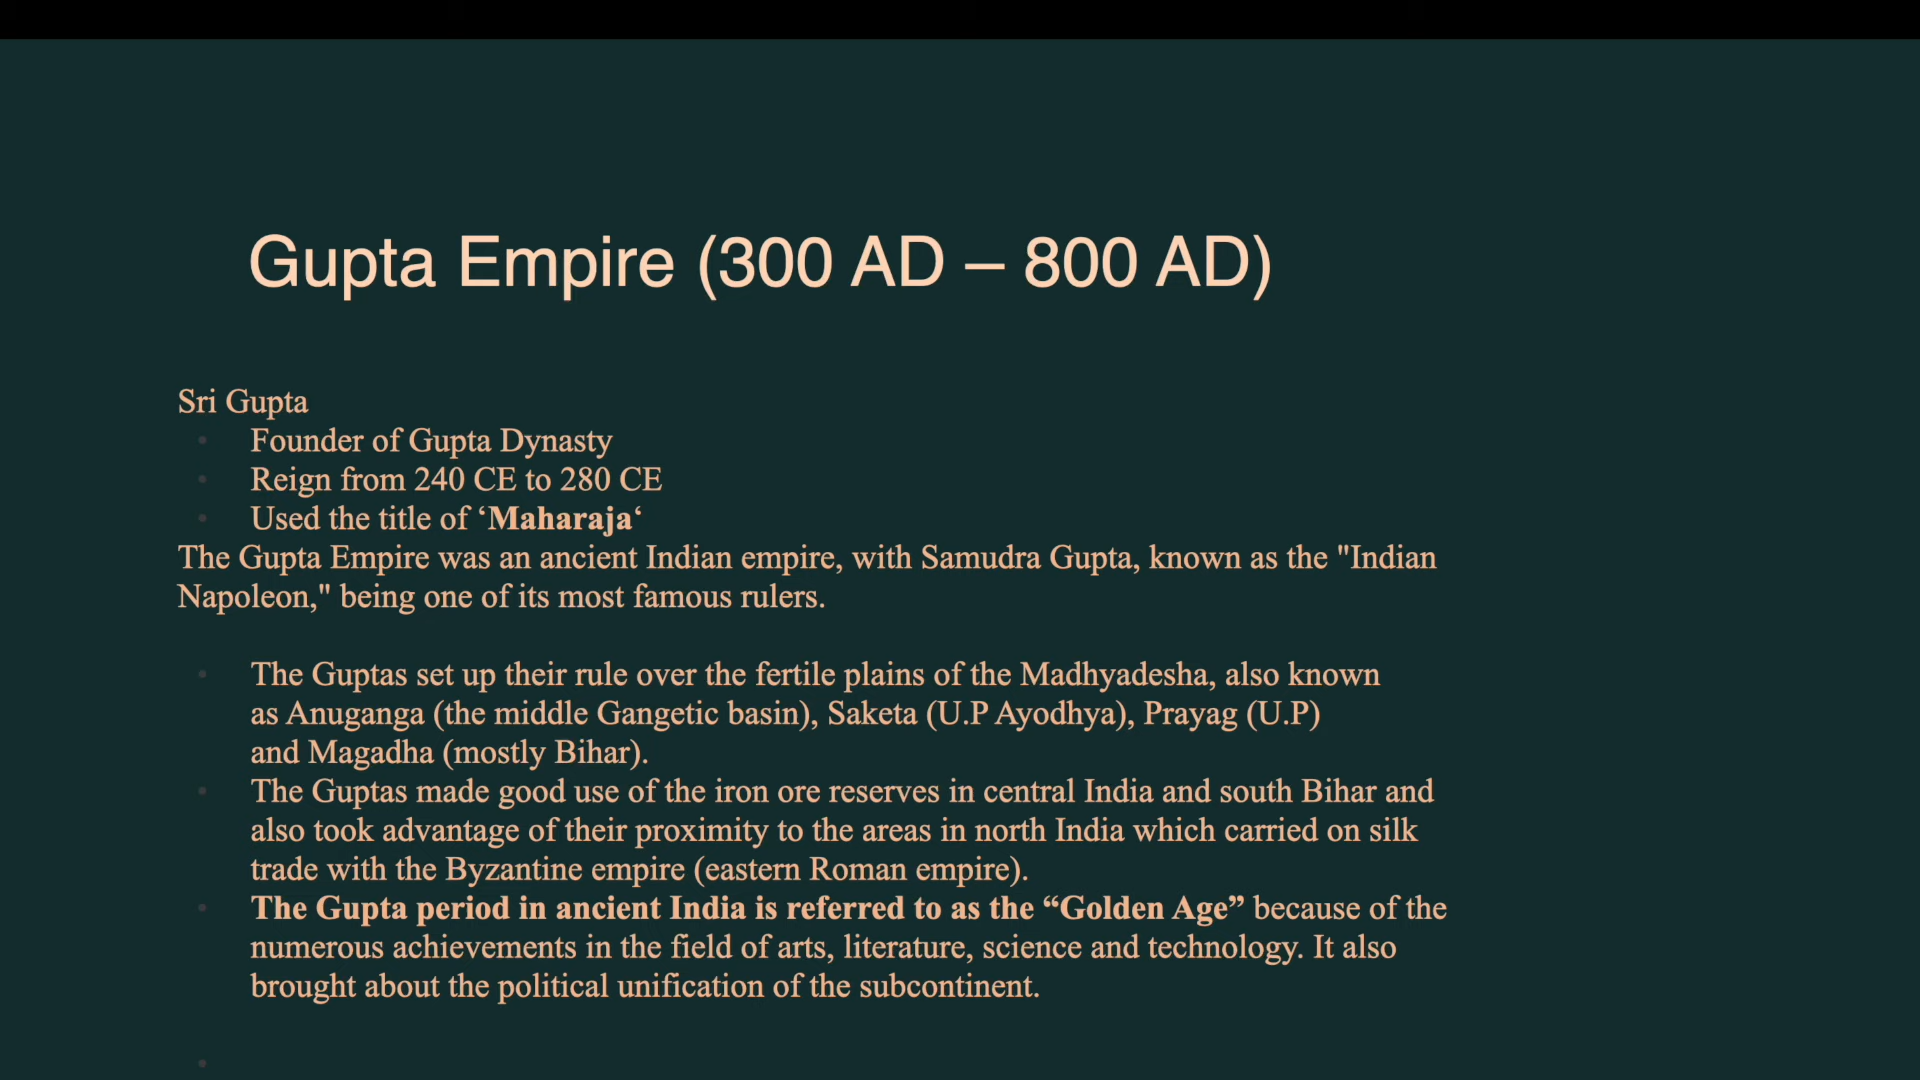 Gupta Empire (300 AD – 800 AD)
Sri Gupta
• Founder of Gupta Dynasty
• Reign from 240 CE to 280 CE
• Used the title of ‘Maharaja‘
The Gupta Empire was an ancient Indian empire, with Samudra Gupta, known as the "Indian
Napoleon," being one of its most famous rulers.
• The Guptas set up their rule over the fertile plains of the Madhyadesha, also known
as Anuganga (the middle Gangetic basin), Saketa (U.P Ayodhya), Prayag (U.P)
and Magadha (mostly Bihar).
• The Guptas made good use of the iron ore reserves in central India and south Bihar and
also took advantage of their proximity to the areas in north India which carried on silk
trade with the Byzantine empire (eastern Roman empire).
• The Gupta period in ancient India is referred to as the “Golden Age” because of the
numerous achievements in the field of arts, literature, science and technology. It also
brought about the political unification of the subcontinent.
•